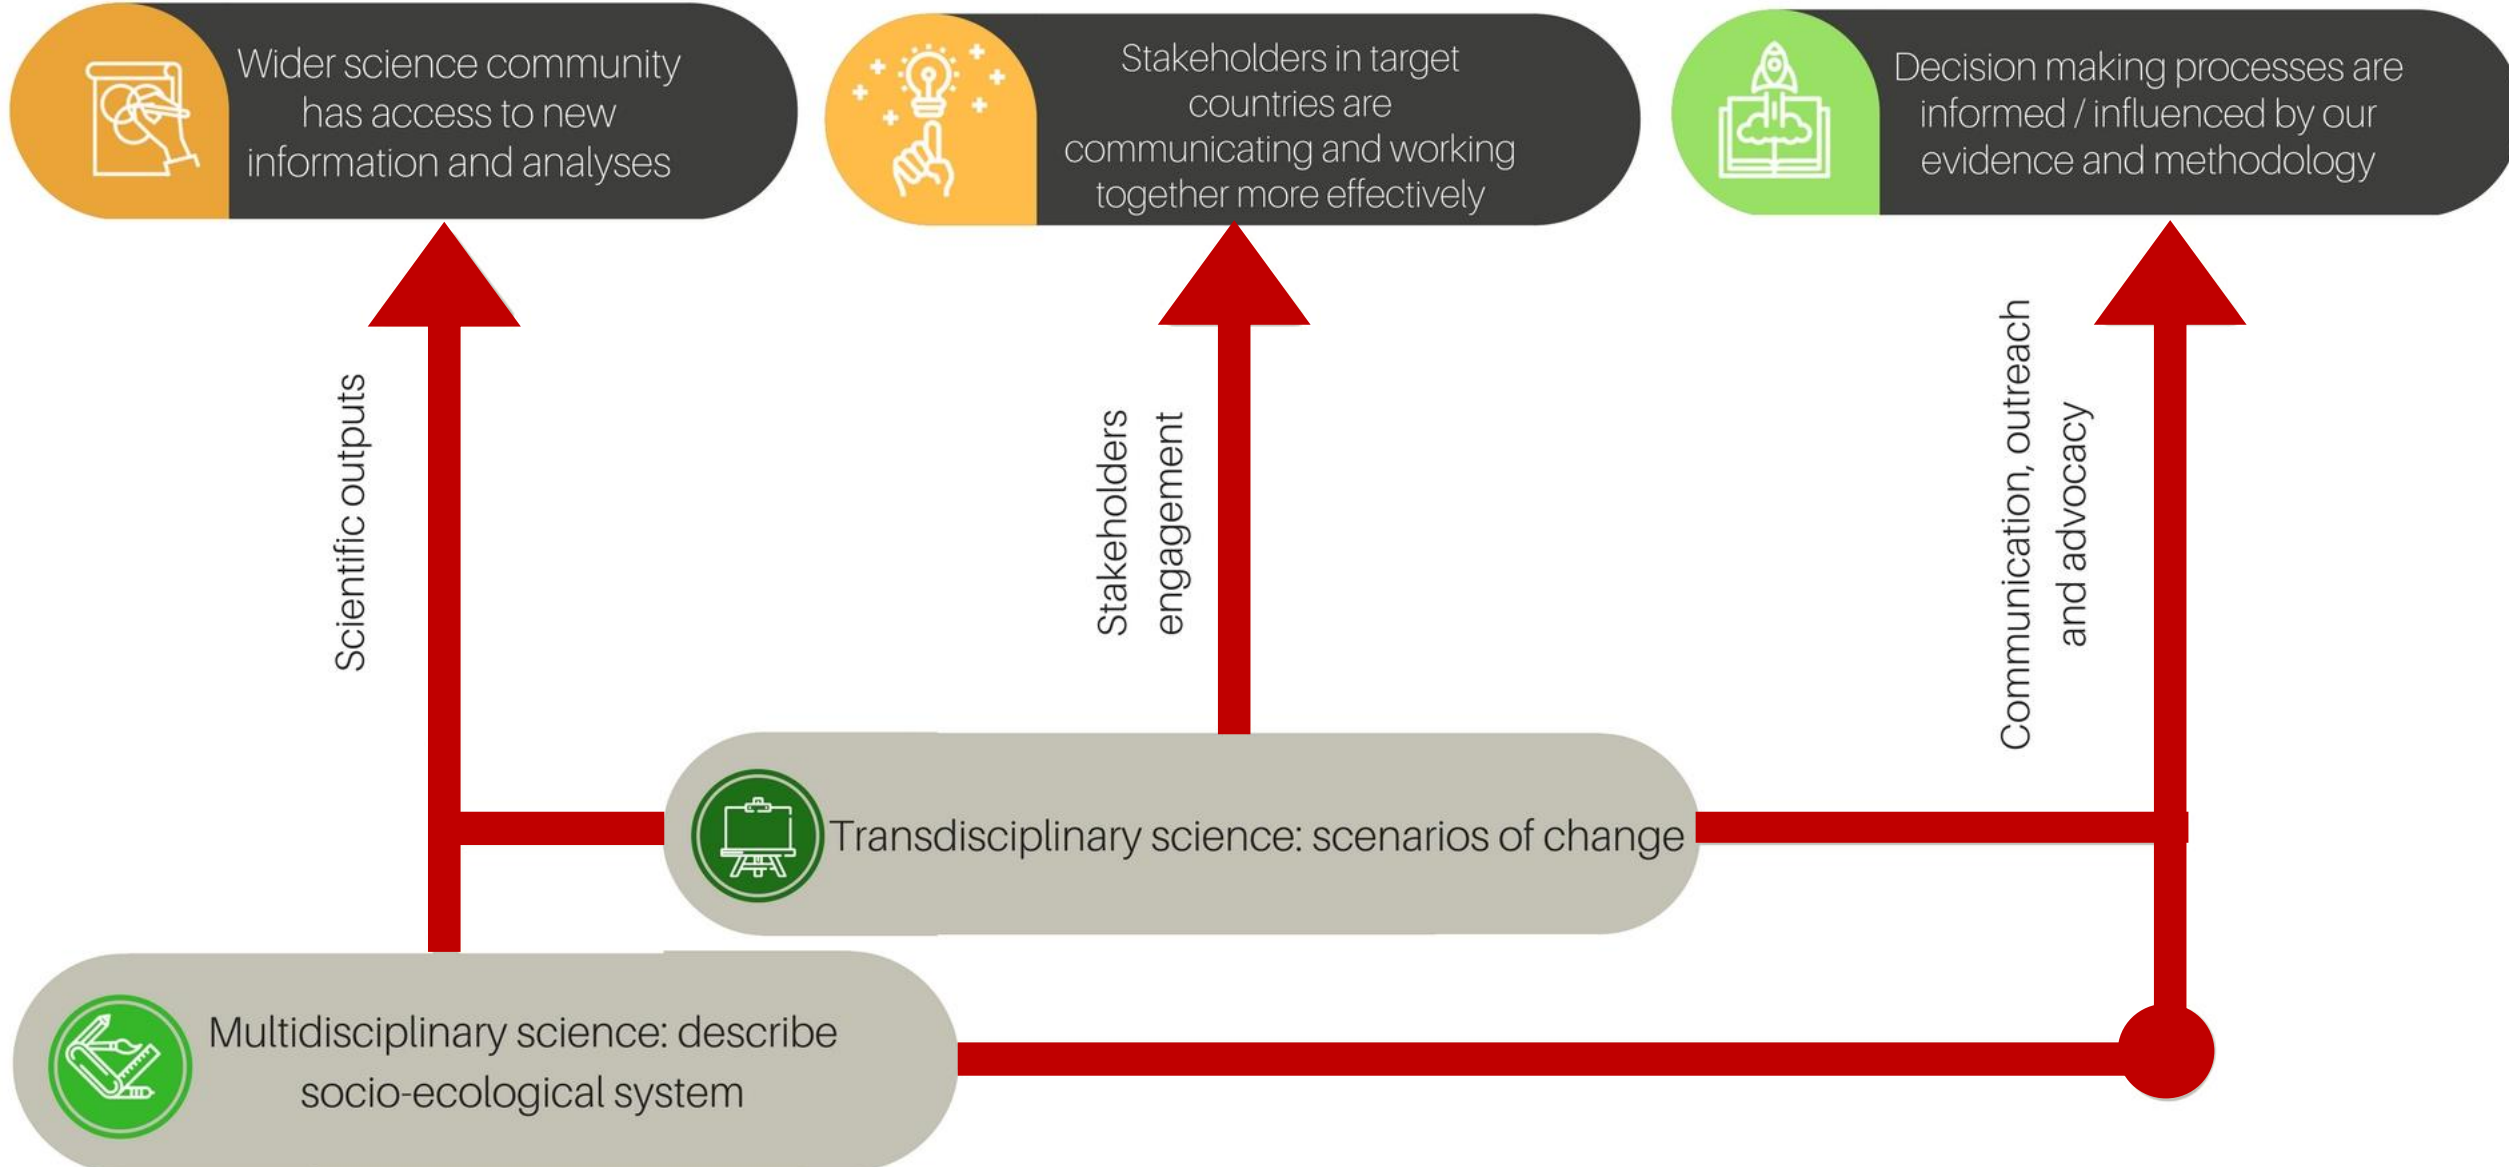 Wider science community
has access to new
information and analyses
Stakeholders in target
countries are
communicating and working
together more effectively
Decision making processes are
informed / influenced by our
evidence and methodology
Scientific outputs
Stakeholders
engagement
Communication, outreach
and advocacy
Transdisciplinary science: scenarios of change
Multidisciplinary science: describe
socio-ecological system